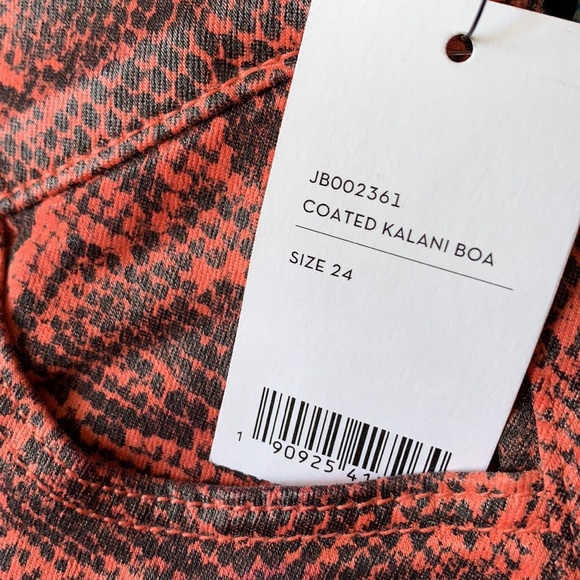 JB002361
COATED KALANI BOA
SIZE 24
1 90925 41